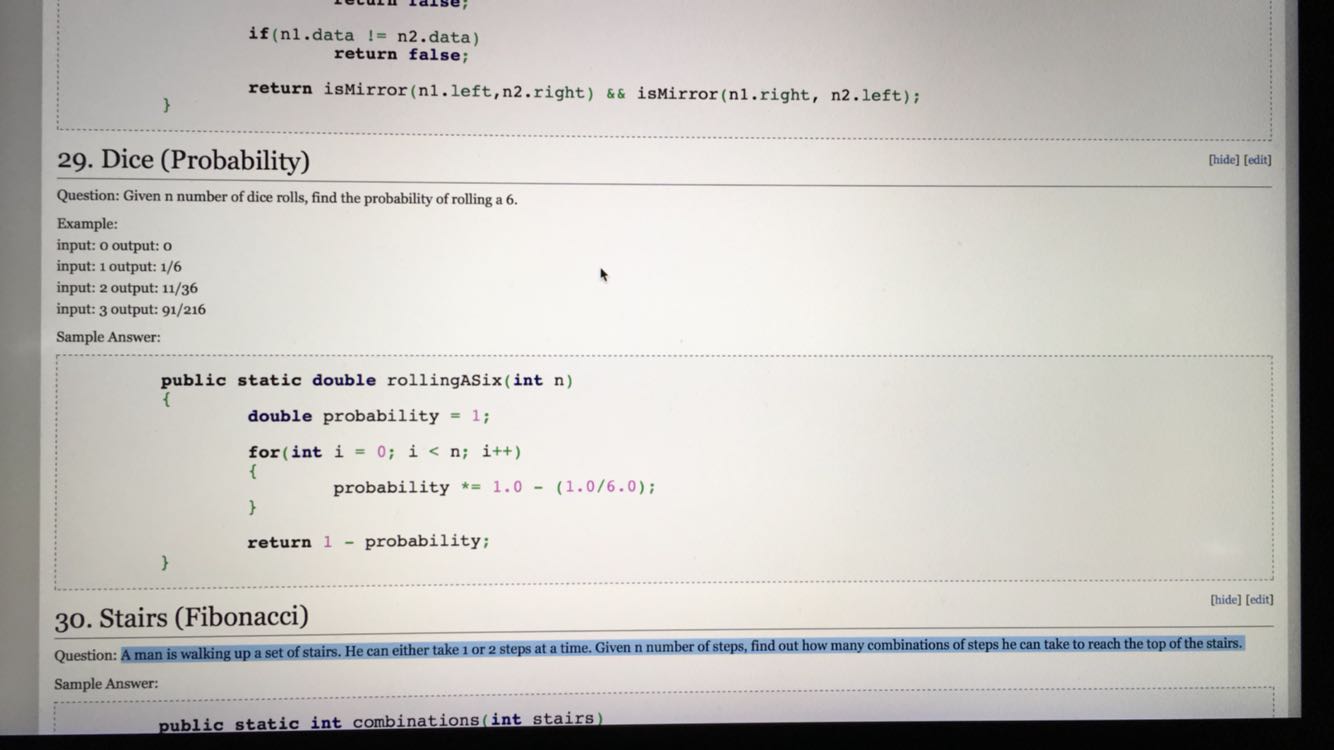 return false;
if(n1.data != n2.data)
return false;
return isMirror(n1.left,n2.right) && isMirror(n1.right, n2.left);
}
29. Dice (Probability)
[hide] [edit]
Question: Given n number of dice rolls, find the probability of rolling a 6.
Example:
input: 0 output: 0
input: 1 output: 1/6
input: 2 output: 11/36
input: 3 output: 91/216
Sample Answer:
public static double rollingASix(int n)
{
double probability = 1;
for(int i = 0; i < n; i++)
{
probability *= 1.0 - (1.0/6.0);
}
return 1 - probability;
}
30. Stairs (Fibonacci)
[hide] [edit]
Question: A man is walking up a set of stairs. He can either take 1 or 2 steps at a time. Given n number of steps, find out how many combinations of steps he can take to reach the top of the stairs.
Sample Answer:
public static int combinations(int stairs)